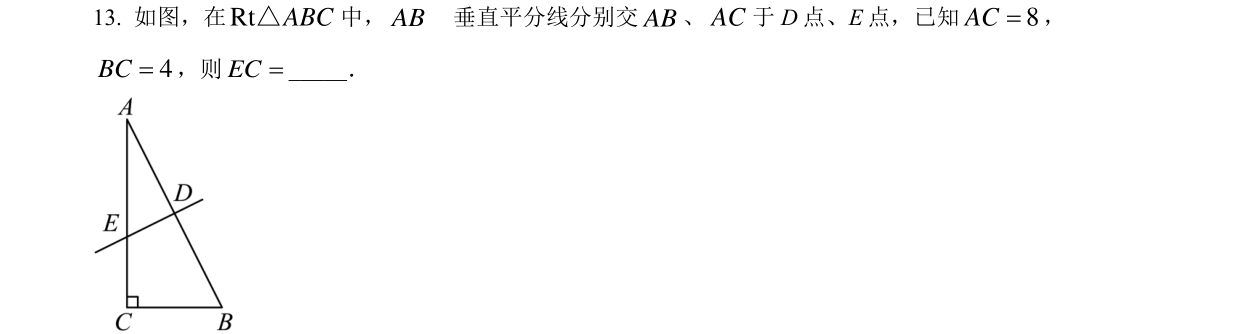 13. 如图，在Rt△ABC中， AB 垂直平分线分别交AB、AC于D点、E点，已知AC=8，
BC=4，则EC=_____．
A
D
E
C
B